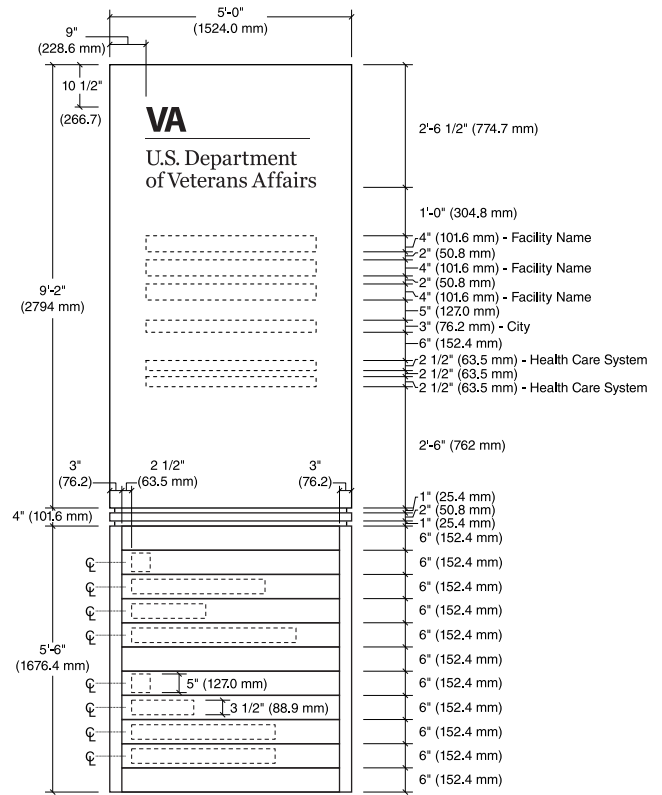 5'-0"
(1524.0 mm)
9"
(228.6 mm)
10 1/2"
(266.7)
VA
U.S. Department
of Veterans Affairs
2'-6 1/2" (774.7 mm)
1'-0" (304.8 mm)
4" (101.6 mm) - Facility Name
2" (50.8 mm)
4" (101.6 mm) - Facility Name
2" (50.8 mm)
4" (101.6 mm) - Facility Name
5" (127.0 mm)
3" (76.2 mm) - City
6" (152.4 mm)
2 1/2" (63.5 mm) - Health Care System
2 1/2" (63.5 mm)
2 1/2" (63.5 mm) - Health Care System
9'-2"
(2794 mm)
2'-6" (762 mm)
3"
(76.2)
2 1/2"
(63.5 mm)
3"
(76.2)
4" (101.6 mm)
1" (25.4 mm)
2" (50.8 mm)
1" (25.4 mm)
6" (152.4 mm)
℄
6" (152.4 mm)
℄
6" (152.4 mm)
℄
6" (152.4 mm)
℄
6" (152.4 mm)
5'-6"
(1676.4 mm)
6" (152.4 mm)
℄
5" (127.0 mm)
6" (152.4 mm)
℄
3 1/2" (88.9 mm)
6" (152.4 mm)
℄
6" (152.4 mm)
℄
6" (152.4 mm)
6" (152.4 mm)